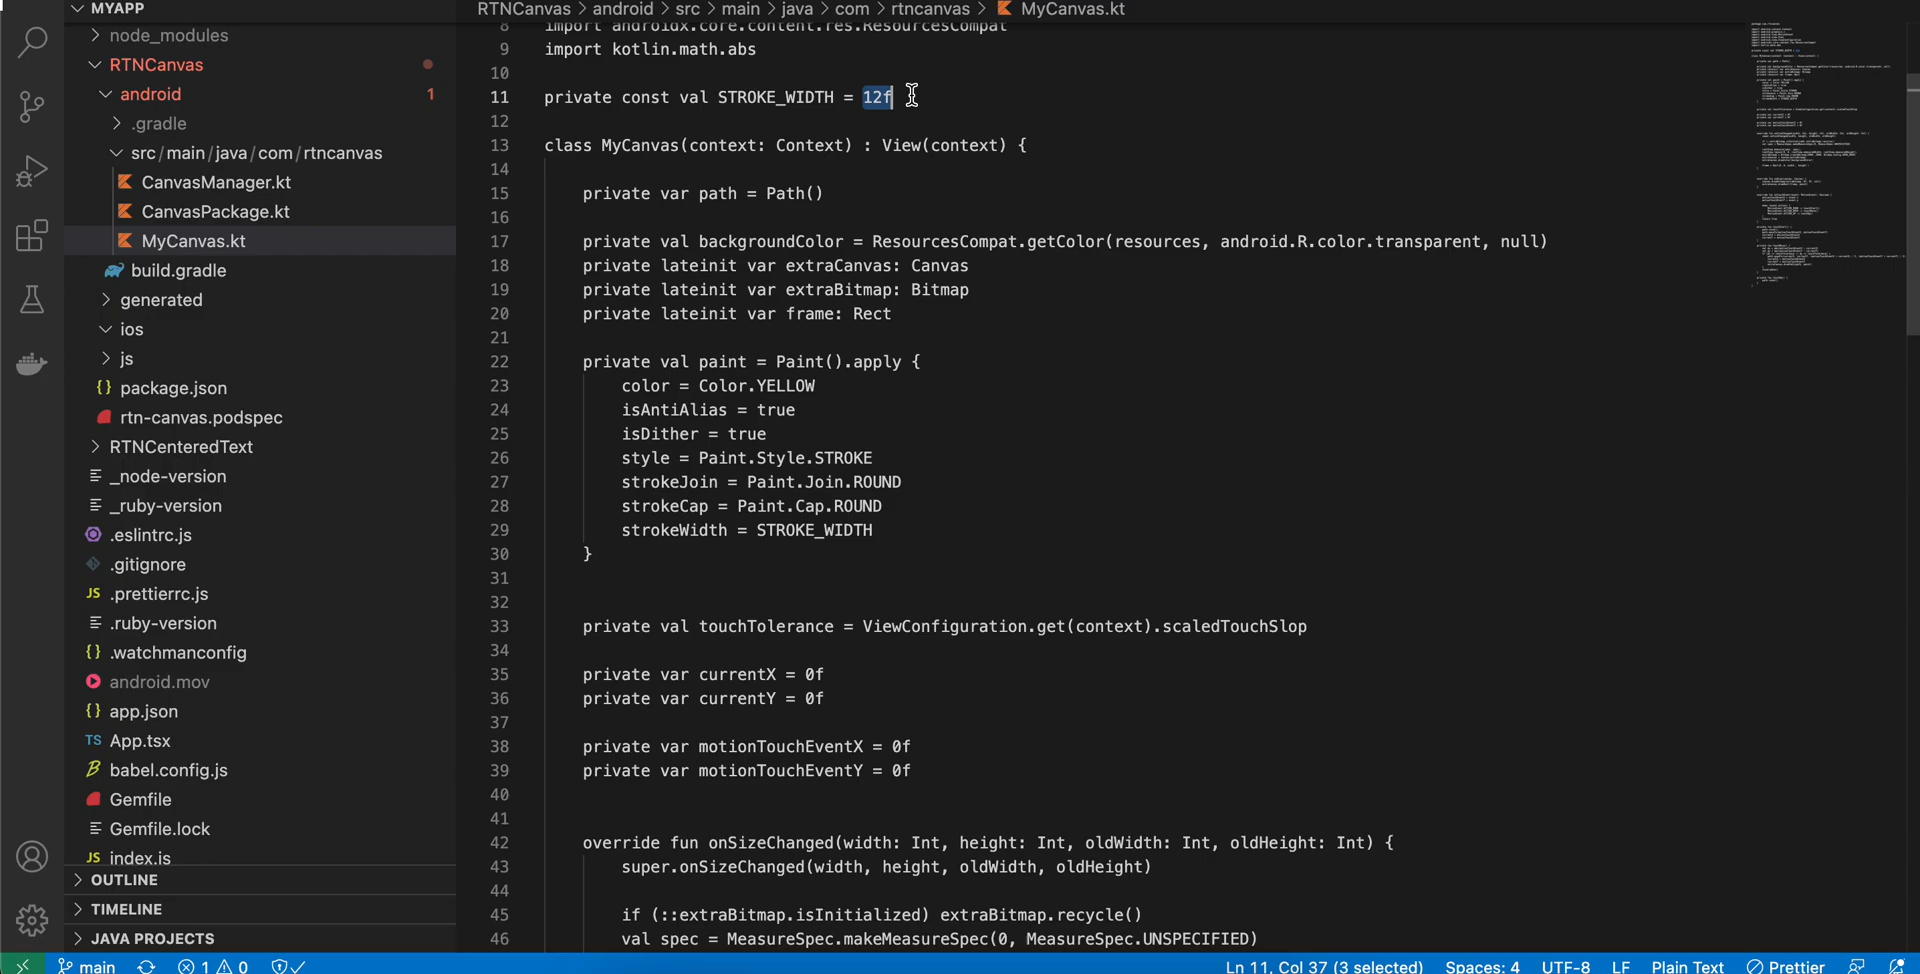 MYAPP
RTNCanvas > android > src > main > java > com > rtncanvas > MyCanvas.kt
node_modules
RTNCanvas
android 1
.gradle
src/main/java/com/rtncanvas
CanvasManager.kt
CanvasPackage.kt
MyCanvas.kt
build.gradle
generated
ios
js
{} package.json
rtn-canvas.podspec
RTNCenteredText
_node-version
_ruby-version
.eslintrc.js
.gitignore
JS .prettierrc.js
.ruby-version
{} .watchmanconfig
android.mov
{} app.json
TS App.tsx
babel.config.js
Gemfile
Gemfile.lock
JS index.js
OUTLINE
TIMELINE
JAVA PROJECTS
8 import androidx.core.content.res.ResourcesCompat
9 import kotlin.math.abs
10
11 private const val STROKE_WIDTH = 12f
12
13 class MyCanvas(context: Context) : View(context) {
14
15 private var path = Path()
16
17 private val backgroundColor = ResourcesCompat.getColor(resources, android.R.color.transparent, null)
18 private lateinit var extraCanvas: Canvas
19 private lateinit var extraBitmap: Bitmap
20 private lateinit var frame: Rect
21
22 private val paint = Paint().apply {
23 color = Color.YELLOW
24 isAntiAlias = true
25 isDither = true
26 style = Paint.Style.STROKE
27 strokeJoin = Paint.Join.ROUND
28 strokeCap = Paint.Cap.ROUND
29 strokeWidth = STROKE_WIDTH
30 }
31
32
33 private val touchTolerance = ViewConfiguration.get(context).scaledTouchSlop
34
35 private var currentX = 0f
36 private var currentY = 0f
37
38 private var motionTouchEventX = 0f
39 private var motionTouchEventY = 0f
40
41
42 override fun onSizeChanged(width: Int, height: Int, oldWidth: Int, oldHeight: Int) {
43 super.onSizeChanged(width, height, oldWidth, oldHeight)
44
45 if (::extraBitmap.isInitialized) extraBitmap.recycle()
46 val spec = MeasureSpec.makeMeasureSpec(0, MeasureSpec.UNSPECIFIED)
main 1 0 Ln 11, Col 37 (3 selected) Spaces: 4 UTF-8 LF Plain Text Prettier